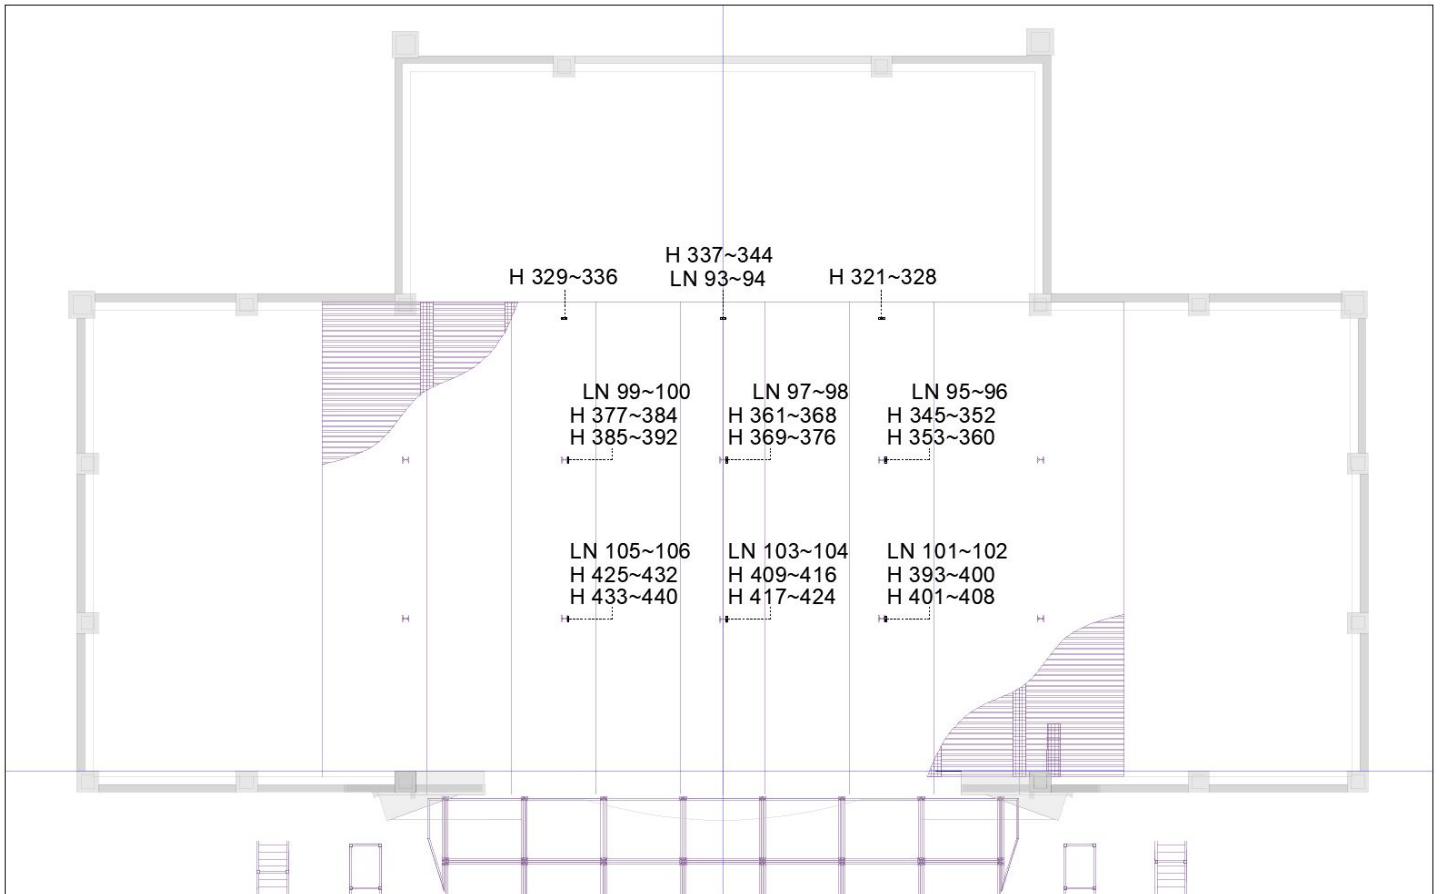 H 337~344
H 329~336
LN 93~94
H 321~328
LN 99~100
H 377~384
H 385~392
LN 97~98
H 361~368
H 369~376
LN 95~96
H 345~352
H 353~360
LN 105~106
H 425~432
H 433~440
LN 103~104
H 409~416
H 417~424
LN 101~102
H 393~400
H 401~408